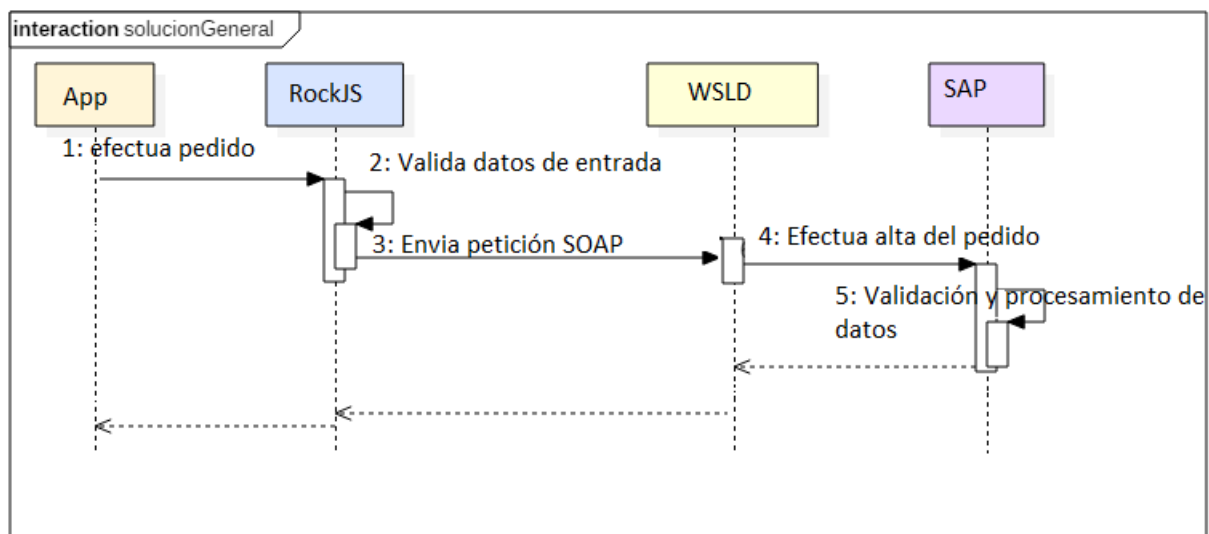 interaction solucionGeneral
App
RockJS
WSLD
SAP
1: efectua pedido
2: Valida datos de entrada
3: Envia petición SOAP
4: Efectua alta del pedido
5: Validación y procesamiento de
datos